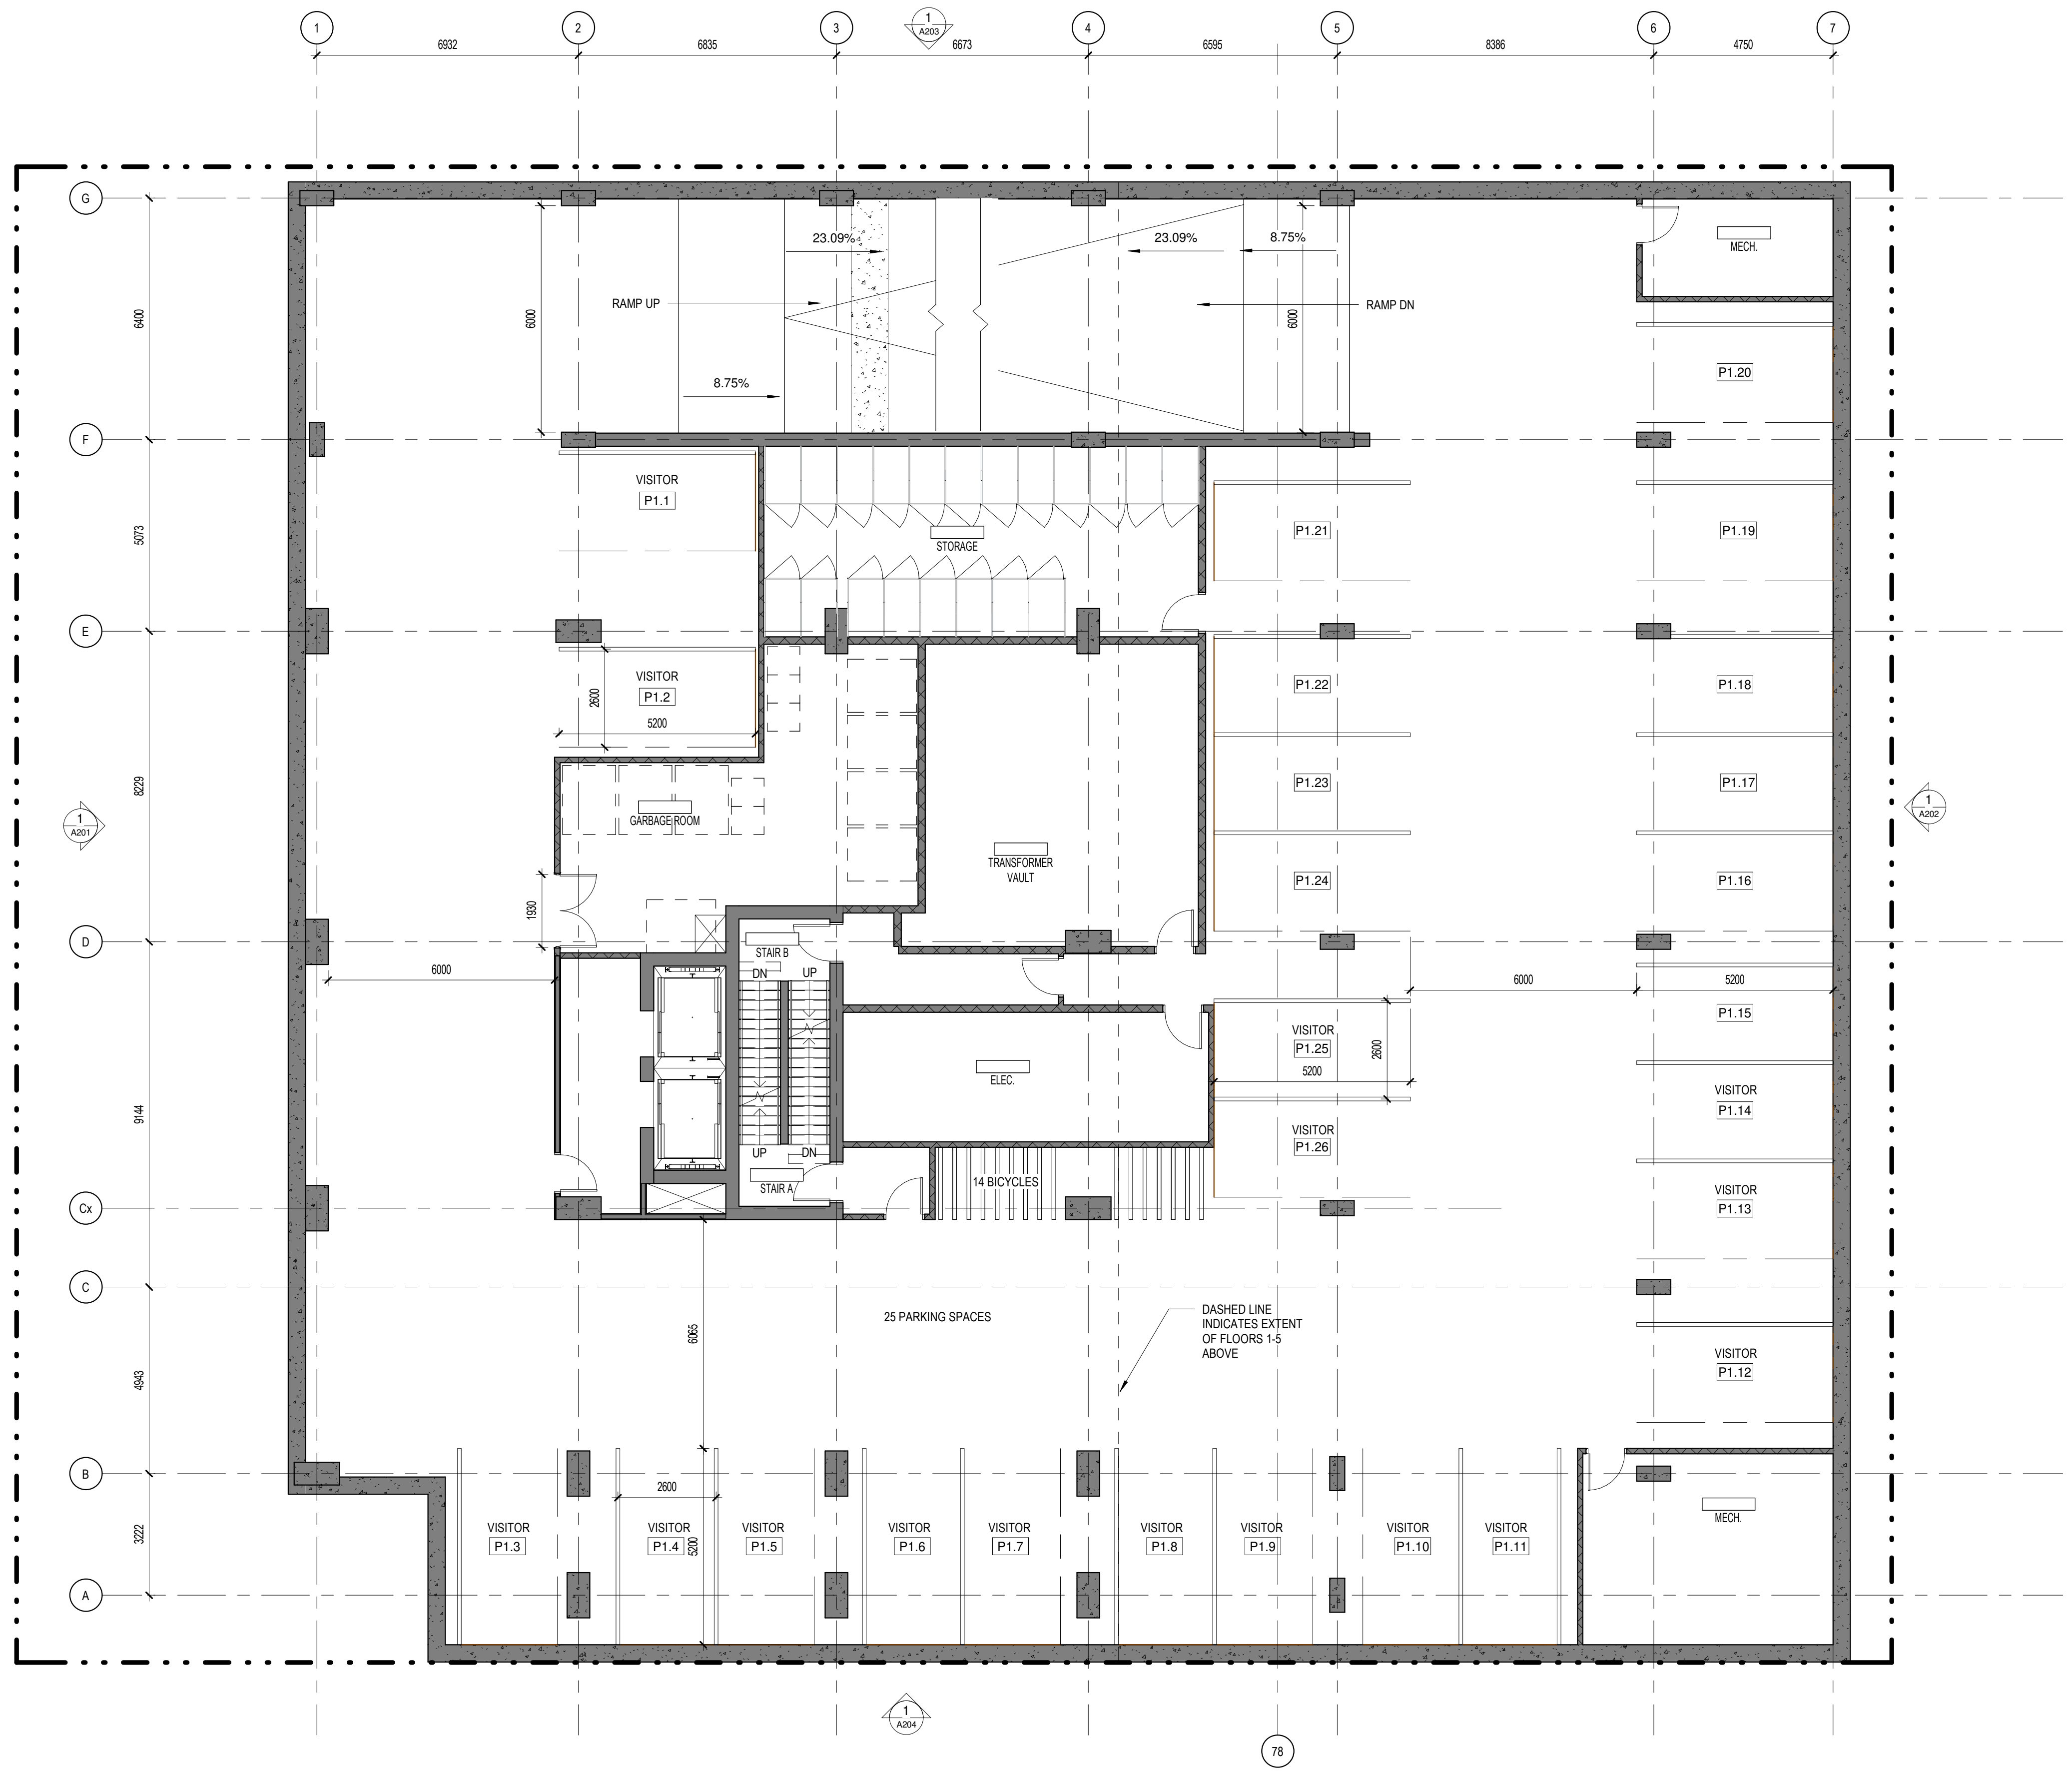 1
2
3
4
5
6
7
1
A203
6932
6835
6673
6595
8386
4750
G
23.09%
23.09%
8.75%
MECH.
RAMP UP
RAMP DN
6400
6000
6000
8.75%
P1.20
F
VISITOR
P1.1
5073
STORAGE
P1.21
P1.19
E
VISITOR
P1.2
2600
5200
P1.22
P1.18
8229
P1.23
P1.17
1
A201
1
A202
GARBAGE ROOM
TRANSFORMER
VAULT
P1.24
P1.16
1930
D
STAIR B
6000
DN
UP
6000
5200
P1.15
VISITOR
P1.25
2600
5200
ELEC.
VISITOR
P1.14
9144
VISITOR
P1.26
UP
DN
STAIR A
14 BICYCLES
VISITOR
P1.13
Cx
C
25 PARKING SPACES
DASHED LINE
INDICATES EXTENT
OF FLOORS 1-5
ABOVE
6065
VISITOR
P1.12
4943
B
2600
MECH.
3222
VISITOR
P1.3
VISITOR
P1.4
5200
VISITOR
P1.5
VISITOR
P1.6
VISITOR
P1.7
VISITOR
P1.8
VISITOR
P1.9
VISITOR
P1.10
VISITOR
P1.11
A
1
A204
78